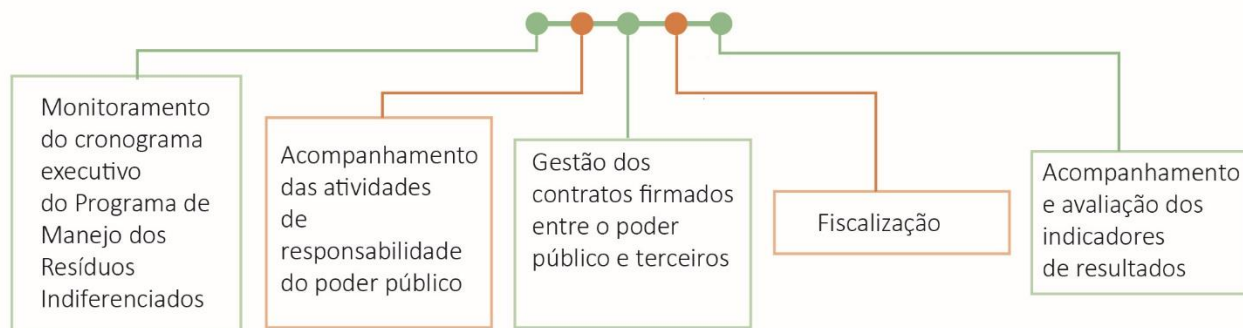 Monitoramento
do cronograma
executivo
do Programa de
Manejo dos
Resíduos
Indiferenciados
Acompanhamento
das atividades
de
responsabilidade
do poder público
Gestão dos
contratos firmados
entre o poder
público e terceiros
Fiscalização
Acompanhamento
e avaliação dos
indicadores
de resultados